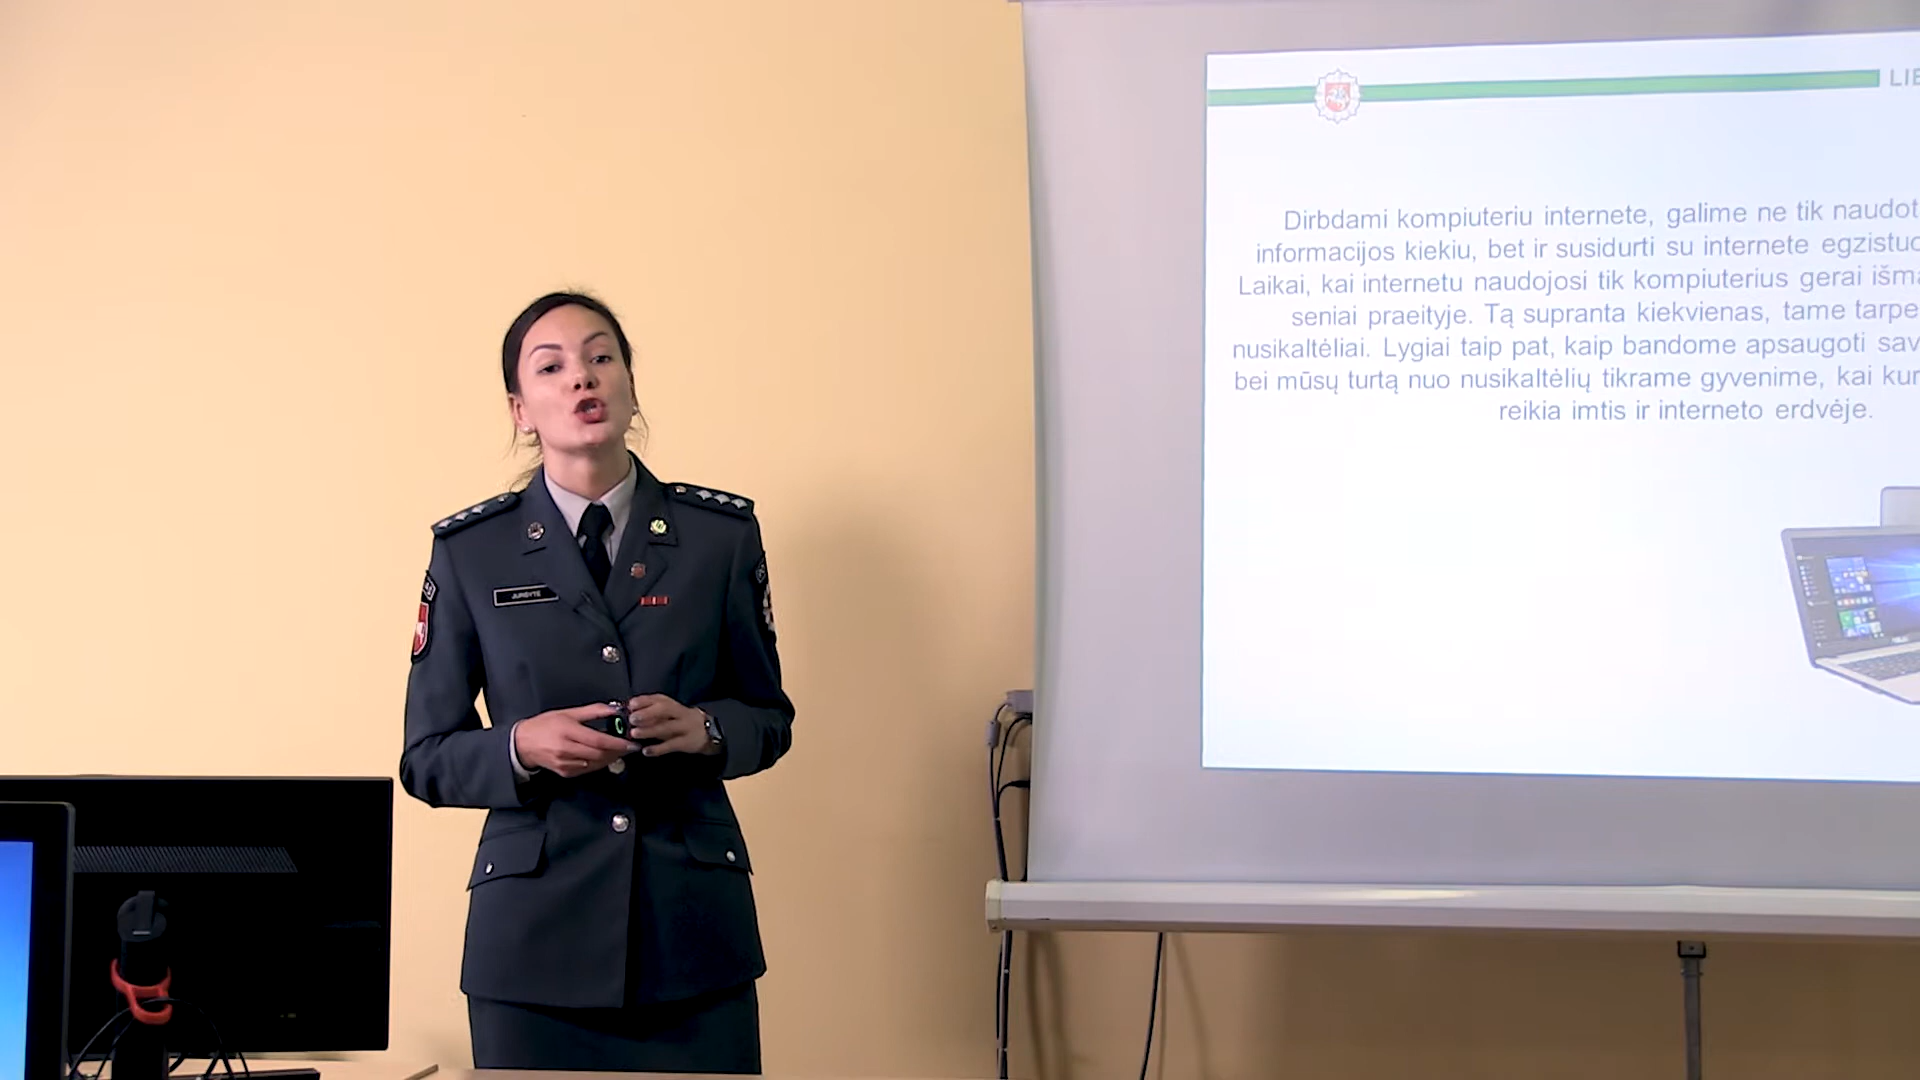 LIE
Dirbdami kompiuteriu internete, galime ne tik naudot
informacijos kiekiu, bet ir susidurti su internete egzistuo
Laikai, kai internetu naudojosi tik kompiuterius gerai išma
seniai praeityje. Tą supranta kiekvienas, tame tarpe
nusikaltėliai. Lygiai taip pat, kaip bandome apsaugoti sav
bei mūsų turtą nuo nusikaltėlių tikrame gyvenime, kai kur
reikia imtis ir interneto erdvėje.
JURGYTĖ